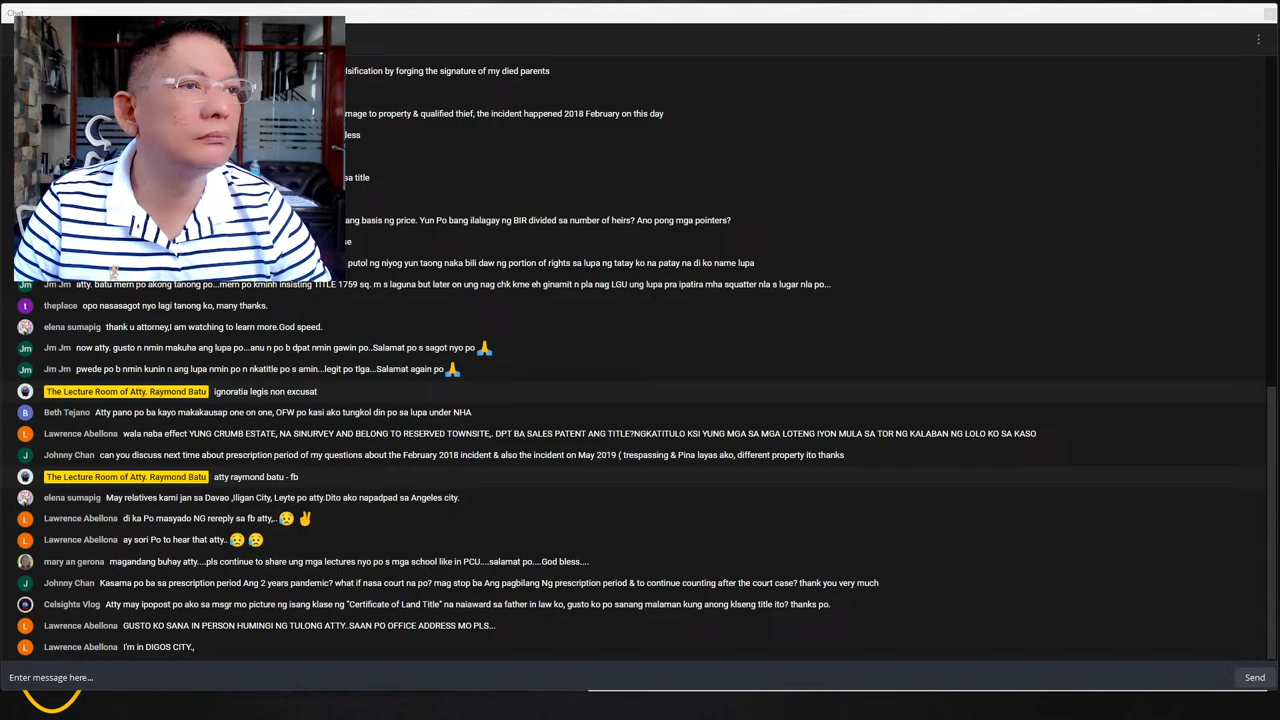 Chat
lsification by forging the signature of my died parents
mage to property & qualified thief, the incident happened 2018 February on this day
less
sa title
ang basis ng price. Yun Po bang ilalagay ng BIR divided sa number of heirs? Ano pong mga pointers?
se
putol ng niyog yun taong naka bili daw ng portion of rights sa lupa ng tatay ko na patay na di ko name lupa
Jm Jm Jm atty. batu mern po akong tanong po...mern po kminh insisting TITLE 1759 sq. m s laguna but later on ung nag chk kme eh ginamit n pla nag LGU ung lupa pra ipatira mha squatter nla s lugar nla po...
t theplace opo nasasagot nyo lagi tanong ko, many thanks.
elena sumapig thank u attorney,I am watching to learn more.God speed.
Jm Jm Jm now atty. gusto n nmin makuha ang lupa po...anu n po b dpat nmin gawin po..Salamat po s sagot nyo po 🙏
Jm Jm Jm pwede po b nmin kunin n ang lupa nmin po n nkatitle po s amin...legit po tlga...Salamat again po 🙏
The Lecture Room of Atty. Raymond Batu ignoratia legis non excusat
B Beth Tejano Atty pano po ba kayo makakausap one on one, OFW po kasi ako tungkol din po sa lupa under NHA
L Lawrence Abellona wala naba effect YUNG CRUMB ESTATE, NA SINURVEY AND BELONG TO RESERVED TOWNSITE,. DPT BA SALES PATENT ANG TITLE?NGKATITULO KSI YUNG MGA SA MGA LOTENG IYON MULA SA TOR NG KALABAN NG LOLO KO SA KASO
J Johnny Chan can you discuss next time about prescription period of my questions about the February 2018 incident & also the incident on May 2019 ( trespassing & Pina layas ako, different property ito thanks
The Lecture Room of Atty. Raymond Batu atty raymond batu - fb
elena sumapig May relatives kami jan sa Davao ,Iligan City, Leyte po atty.Dito ako napadpad sa Angeles city.
L Lawrence Abellona di ka Po masyado NG rereply sa fb atty,.. 😥✌
L Lawrence Abellona ay sori Po to hear that atty.. 😥😥
mary an gerona magandang buhay atty....pls continue to share ung mga lectures nyo po s mga school like in PCU....salamat po....God bless....
J Johnny Chan Kasama po ba sa prescription period Ang 2 years pandemic? what if nasa court na po? mag stop ba Ang pagbilang Ng prescription period & to continue counting after the court case? thank you very much
Celsights Vlog Atty may ipopost po ako sa msgr mo picture ng isang klase ng "Certificate of Land Title" na naiaward sa father in law ko, gusto ko po sanang malaman kung anong klseng title ito? thanks po.
L Lawrence Abellona GUSTO KO SANA IN PERSON HUMINGI NG TULONG ATTY..SAAN PO OFFICE ADDRESS MO PLS...
L Lawrence Abellona I'm in DIGOS CITY.,
Enter message here... Send